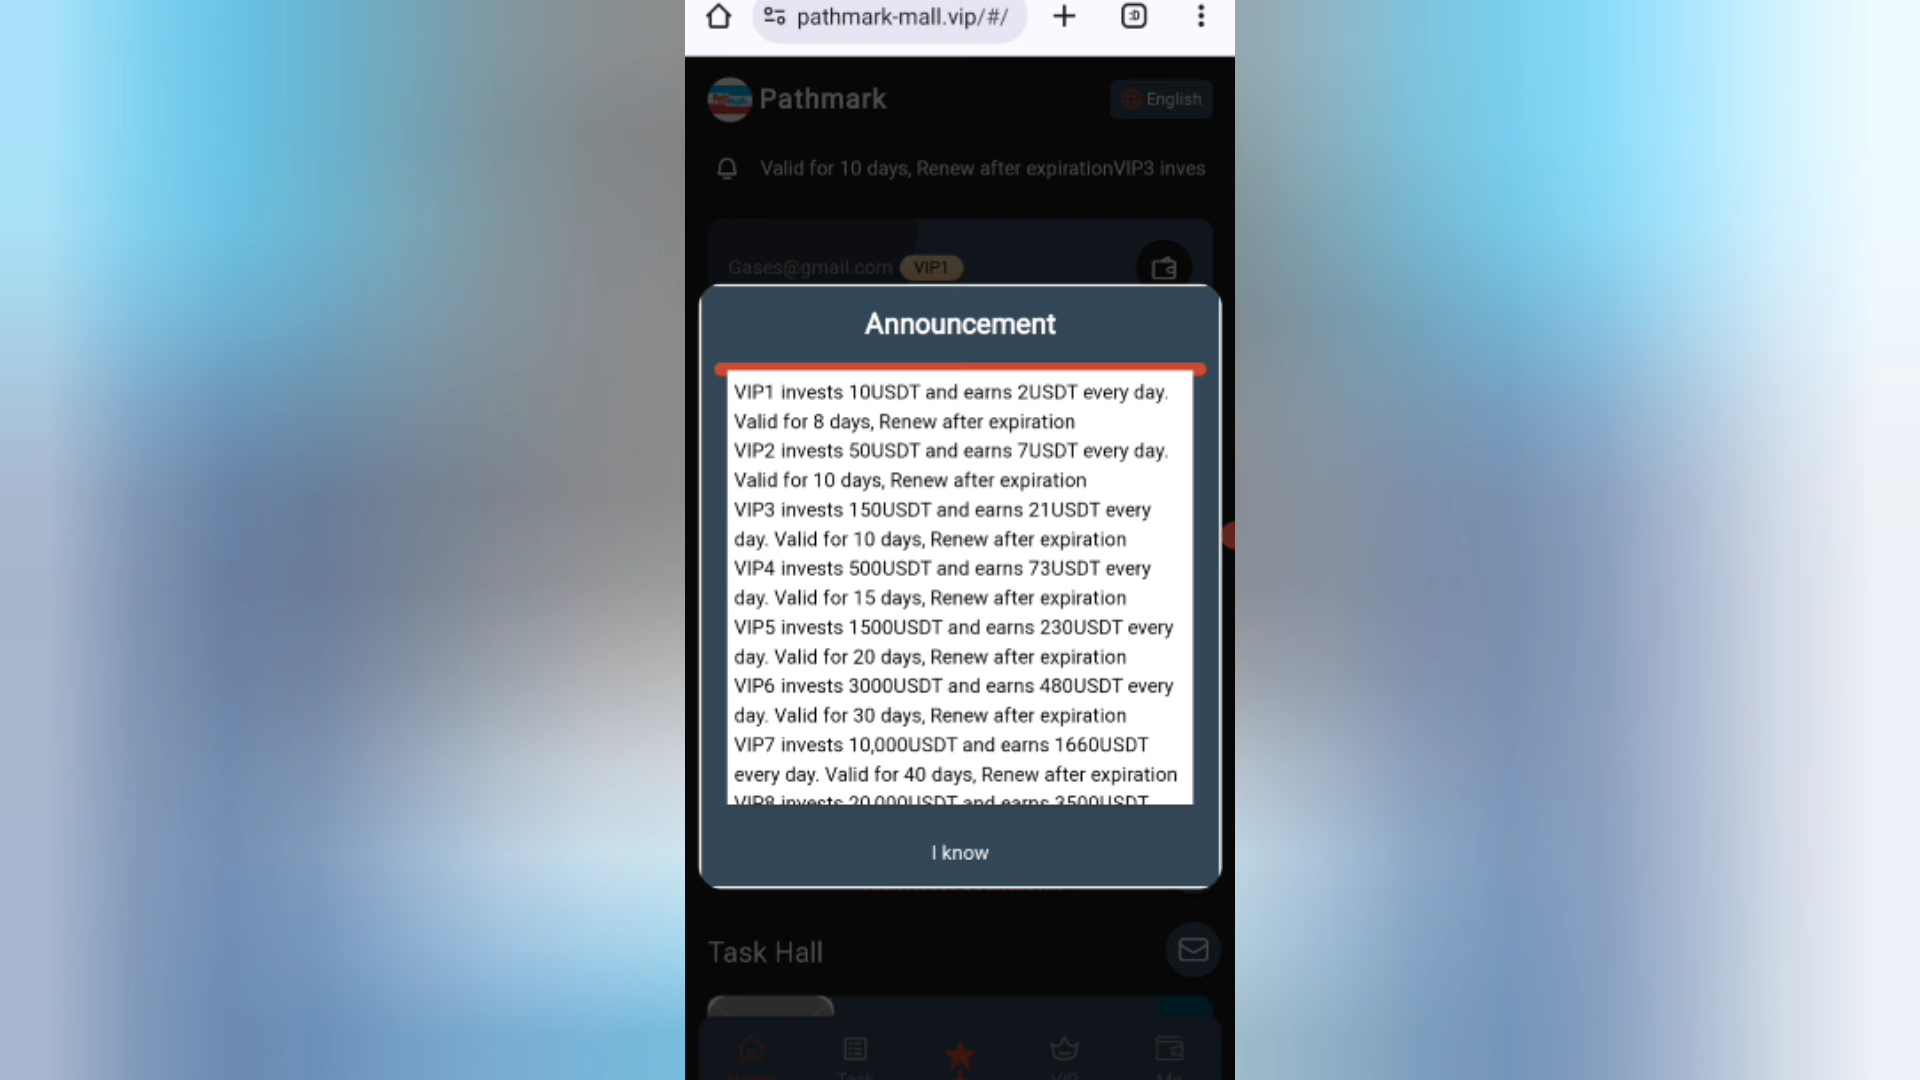 pathmark-mall.vip/#/
:D
Pathmark
English
Valid for 10 days, Renew after expirationVIP3 inves
Gases@gmail.com VIP1
Announcement
VIP1 invests 10USDT and earns 2USDT every day.
Valid for 8 days, Renew after expiration
VIP2 invests 50USDT and earns 7USDT every day.
Valid for 10 days, Renew after expiration
VIP3 invests 150USDT and earns 21USDT every
day. Valid for 10 days, Renew after expiration
VIP4 invests 500USDT and earns 73USDT every
day. Valid for 15 days, Renew after expiration
VIP5 invests 1500USDT and earns 230USDT every
day. Valid for 20 days, Renew after expiration
VIP6 invests 3000USDT and earns 480USDT every
day. Valid for 30 days, Renew after expiration
VIP7 invests 10,000USDT and earns 1660USDT
every day. Valid for 40 days, Renew after expiration
VIP8 invests 20,000USDT and earns 3500USDT
I know
Task Hall
Task
VIP